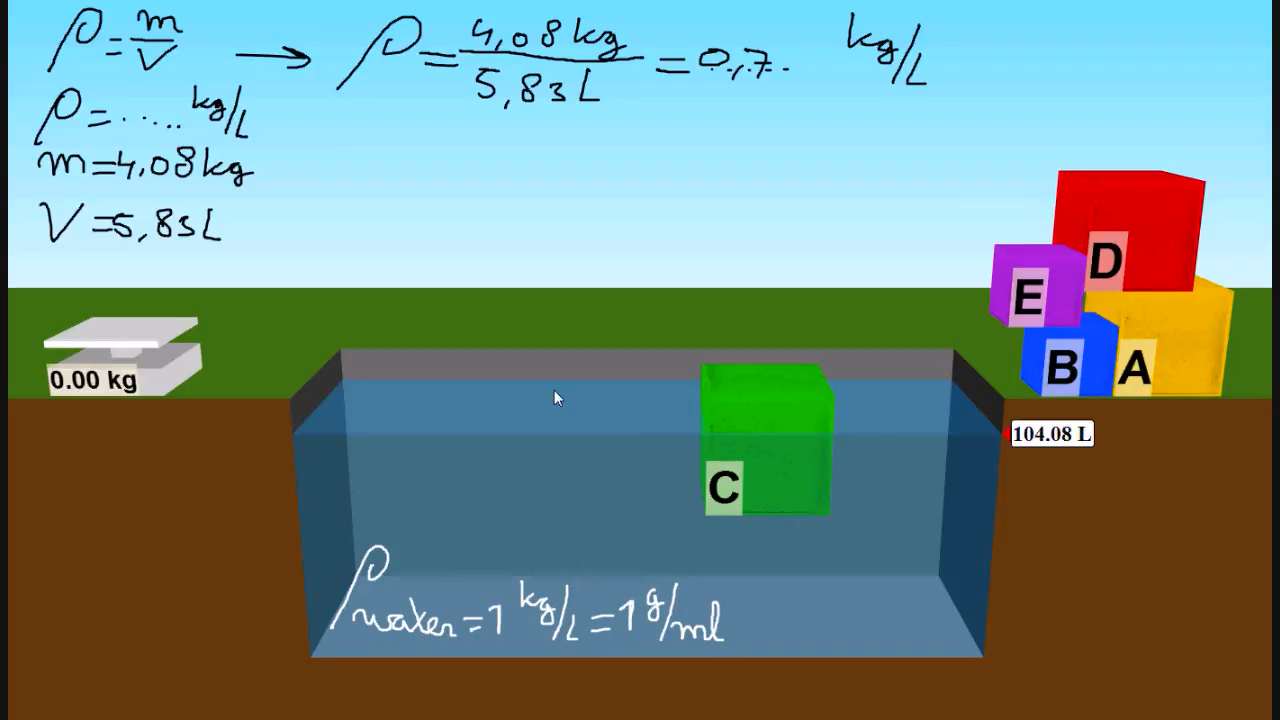 ρ = m/V → ρ = 4,08 kg / 5,83 L = 0,7.. kg/L
ρ = ..... kg/L
m = 4,08 kg
V = 5,83 L
D
E
B
A
0.00 kg
104.08 L
C
ρ water = 1 kg/L = 1 g/ml